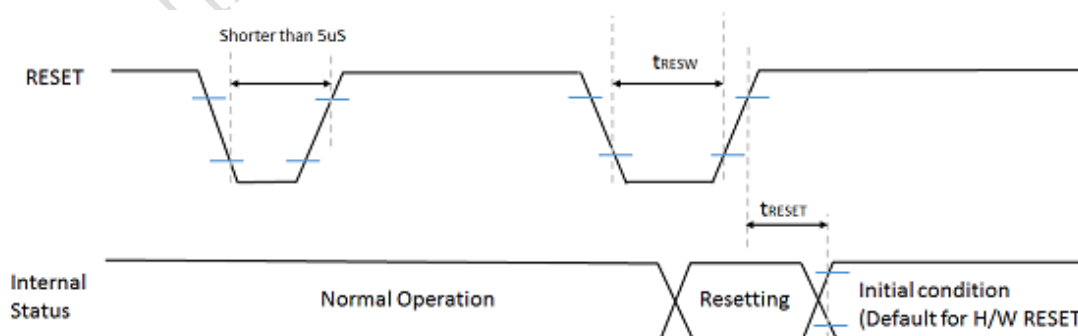 Shorter than 5uS
RESET
tRESW
tRESET
Internal
Status
Normal Operation
Resetting
Initial condition
(Default for H/W RESET